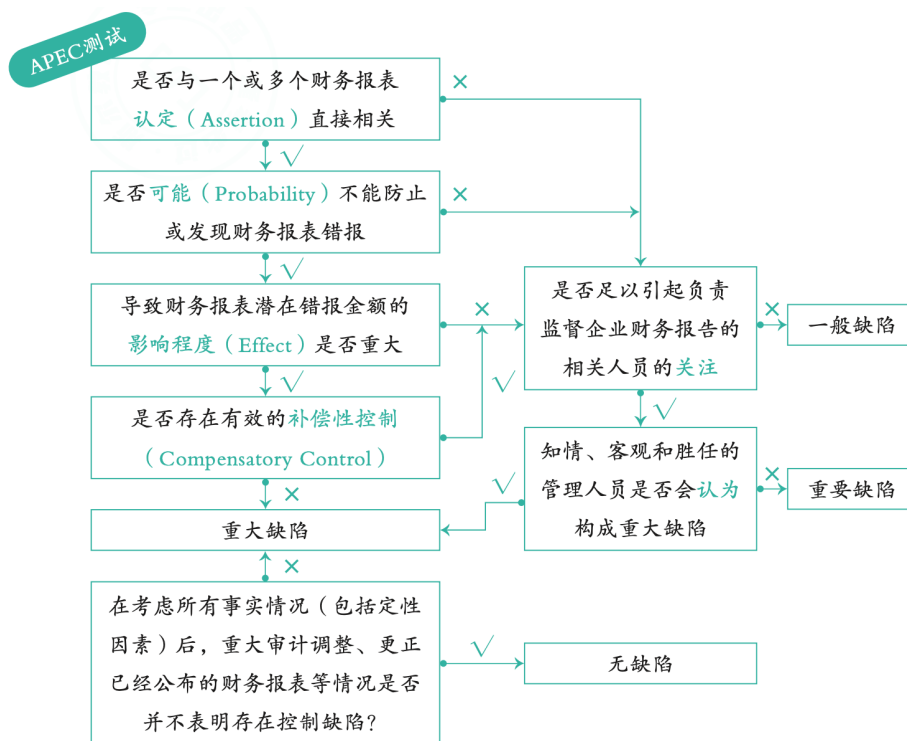 APEC测试
是否与一个或多个财务报表
认定（Assertion）直接相关
×
√
是否可能（Probability）不能防止
或发现财务报表错报
×
√
导致财务报表潜在错报金额的
影响程度（Effect）是否重大
×
√
是否存在有效的补偿性控制
（Compensatory Control）
√
×
重大缺陷
是否足以引起负责
监督企业财务报告的
相关人员的关注
×
一般缺陷
√
知情、客观和胜任的
管理人员是否会认为
构成重大缺陷
√
×
重要缺陷
×
在考虑所有事实情况（包括定性
因素）后，重大审计调整、更正
已经公布的财务报表等情况是否
并不表明存在控制缺陷？
√
无缺陷